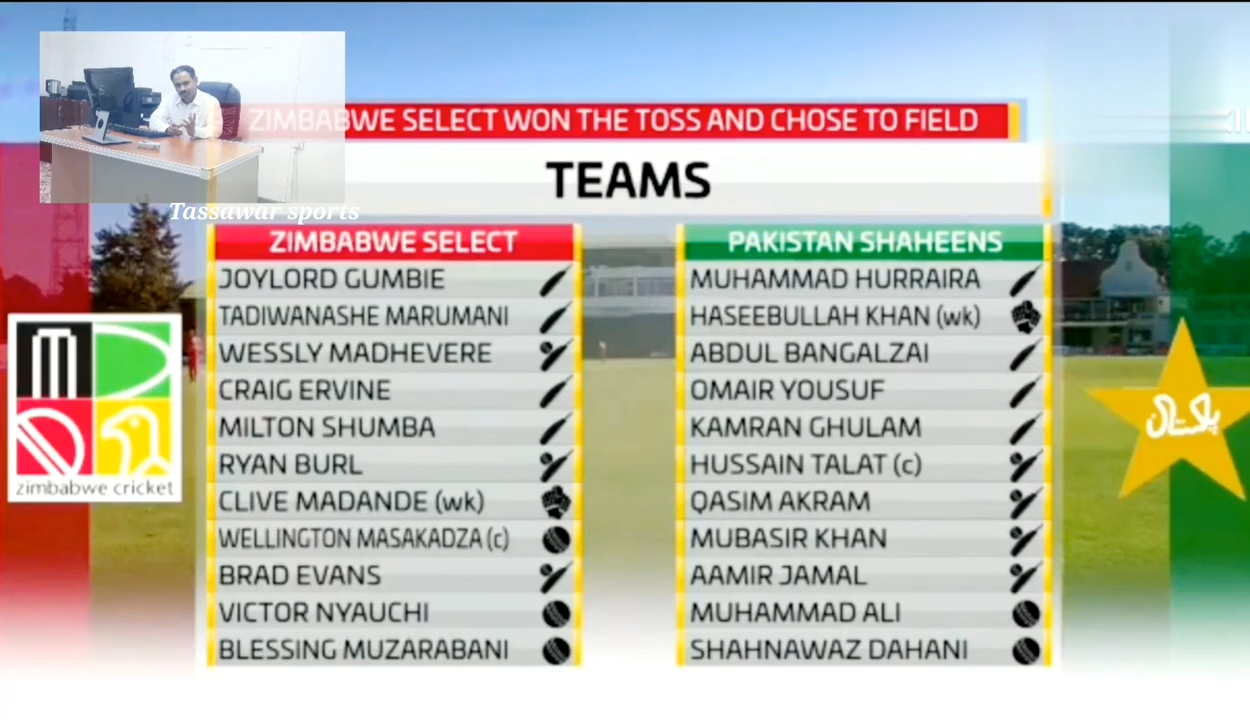 ZIMBABWE SELECT WON THE TOSS AND CHOSE TO FIELD
TEAMS
Tassawar sports
ZIMBABWE SELECT
JOYLORD GUMBIE
TADIWANASHE MARUMANI
WESSLY MADHEVERE
CRAIG ERVINE
MILTON SHUMBA
RYAN BURL
CLIVE MADANDE (wk)
WELLINGTON MASAKADZA (c)
BRAD EVANS
VICTOR NYAUCHI
BLESSING MUZARABANI
PAKISTAN SHAHEENS
MUHAMMAD HURRAIRA
HASEEBULLAH KHAN (wk)
ABDUL BANGALZAI
OMAIR YOUSUF
KAMRAN GHULAM
HUSSAIN TALAT (c)
QASIM AKRAM
MUBASIR KHAN
AAMIR JAMAL
MUHAMMAD ALI
SHAHNAWAZ DAHANI
zimbabwe cricket
پاکستان